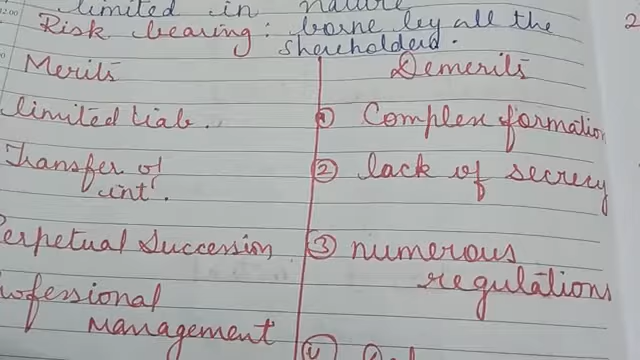 limited in nature
Risk bearing: borne by all the
shareholders.
Merits
Demerits
limited liab.
① Complex formation
Transfer of
int.
② lack of secrecy
Perpetual Succession
③ numerous
regulations
Professional
management
④